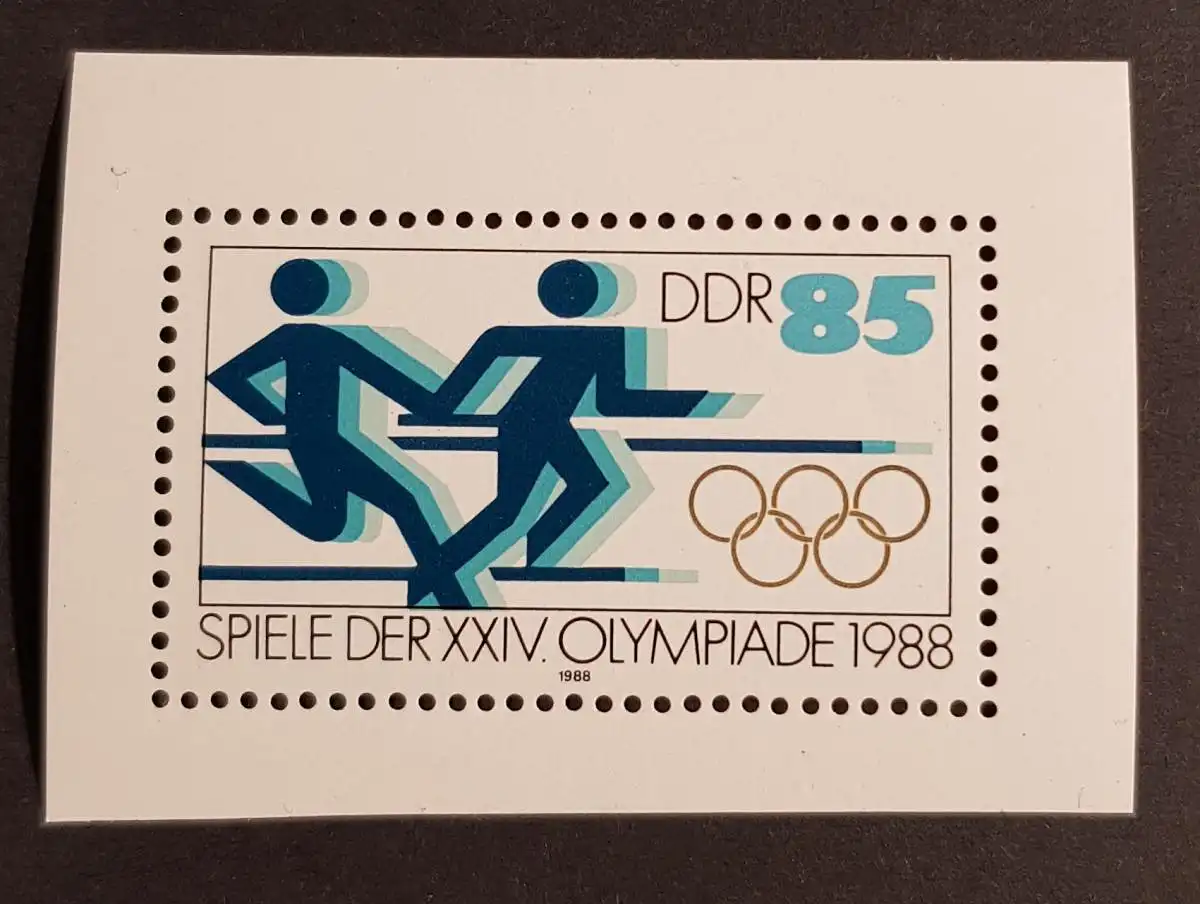 DDR 85
SPIELE DER XXIV. OLYMPIADE 1988
1988